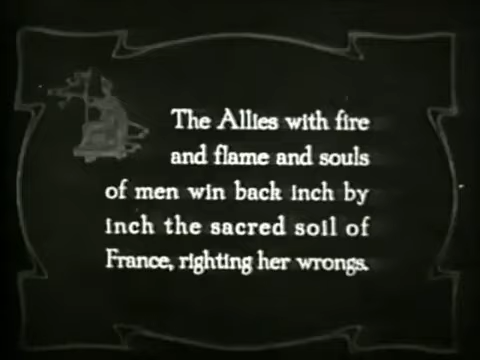 The Allies with fire
and flame and souls
of men win back inch by
inch the sacred soil of
France, righting her wrongs.